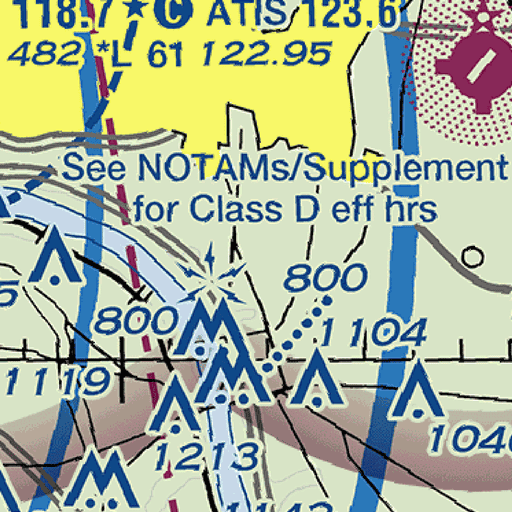 118.7 ★ C ATIS 123.6
482 *L 61 122.95
See NOTAMs/Supplement
for Class D eff hrs
800
5
800
1104
1119
1213